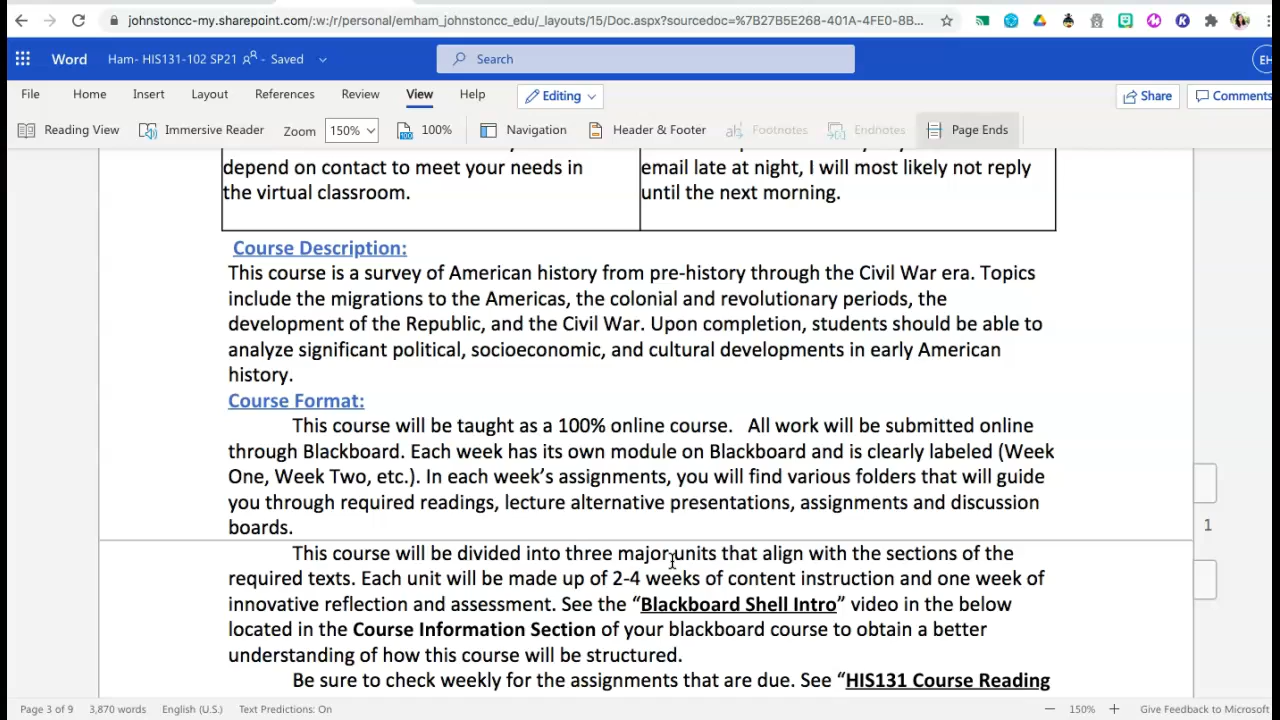 johnstoncc-my.sharepoint.com/:w:/r/personal/emham_johnstoncc_edu/_layouts/15/Doc.aspx?sourcedoc=%7B27B5E268-401A-4FE0-8B...
Word Ham- HIS131-102 SP21 - Saved Search EH
File Home Insert Layout References Review View Help Editing Share Comments
Reading View Immersive Reader Zoom 150% 100% Navigation Header & Footer Footnotes Endnotes Page Ends
depend on contact to meet your needs in
the virtual classroom.
email late at night, I will most likely not reply
until the next morning.
Course Description:
This course is a survey of American history from pre-history through the Civil War era. Topics
include the migrations to the Americas, the colonial and revolutionary periods, the
development of the Republic, and the Civil War. Upon completion, students should be able to
analyze significant political, socioeconomic, and cultural developments in early American
history.
Course Format:
This course will be taught as a 100% online course. All work will be submitted online
through Blackboard. Each week has its own module on Blackboard and is clearly labeled (Week
One, Week Two, etc.). In each week's assignments, you will find various folders that will guide
you through required readings, lecture alternative presentations, assignments and discussion
boards.
1
This course will be divided into three major units that align with the sections of the
required texts. Each unit will be made up of 2-4 weeks of content instruction and one week of
innovative reflection and assessment. See the “Blackboard Shell Intro” video in the below
located in the Course Information Section of your blackboard course to obtain a better
understanding of how this course will be structured.
Be sure to check weekly for the assignments that are due. See “HIS131 Course Reading
Page 3 of 9 3,870 words English (U.S.) Text Predictions: On 150% Give Feedback to Microsoft